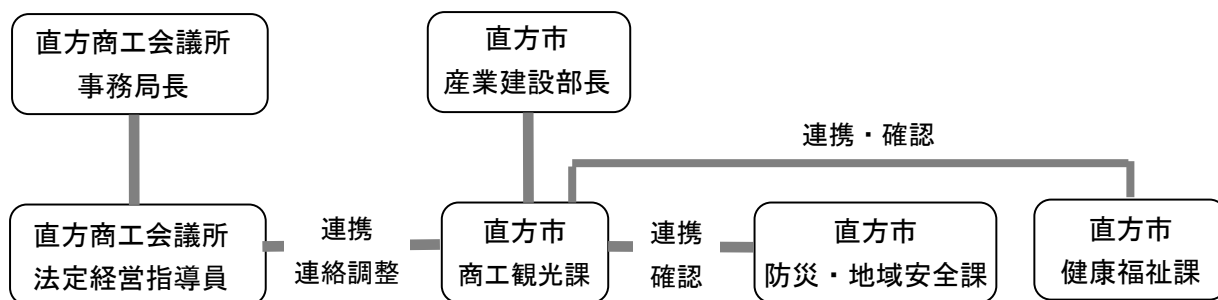 直方商工会議所
事務局長
直方市
産業建設部長
連携・確認
直方商工会議所
法定経営指導員
連携
連絡調整
直方市
商工観光課
連携
確認
直方市
防災・地域安全課
直方市
健康福祉課